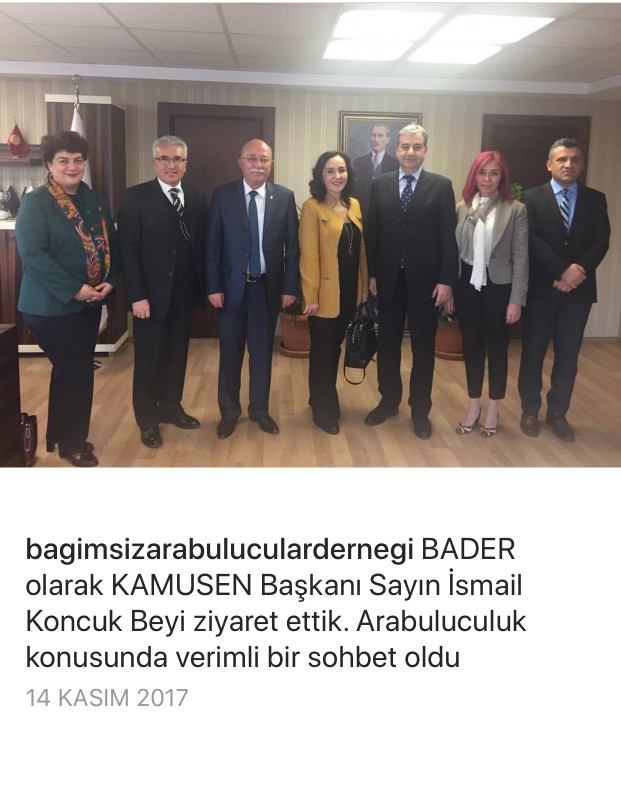 bagimsizarabuluculardernegi BADER
olarak KAMUSEN Başkanı Sayın İsmail
Koncuk Beyi ziyaret ettik. Arabuluculuk
konusunda verimli bir sohbet oldu
14 KASIM 2017